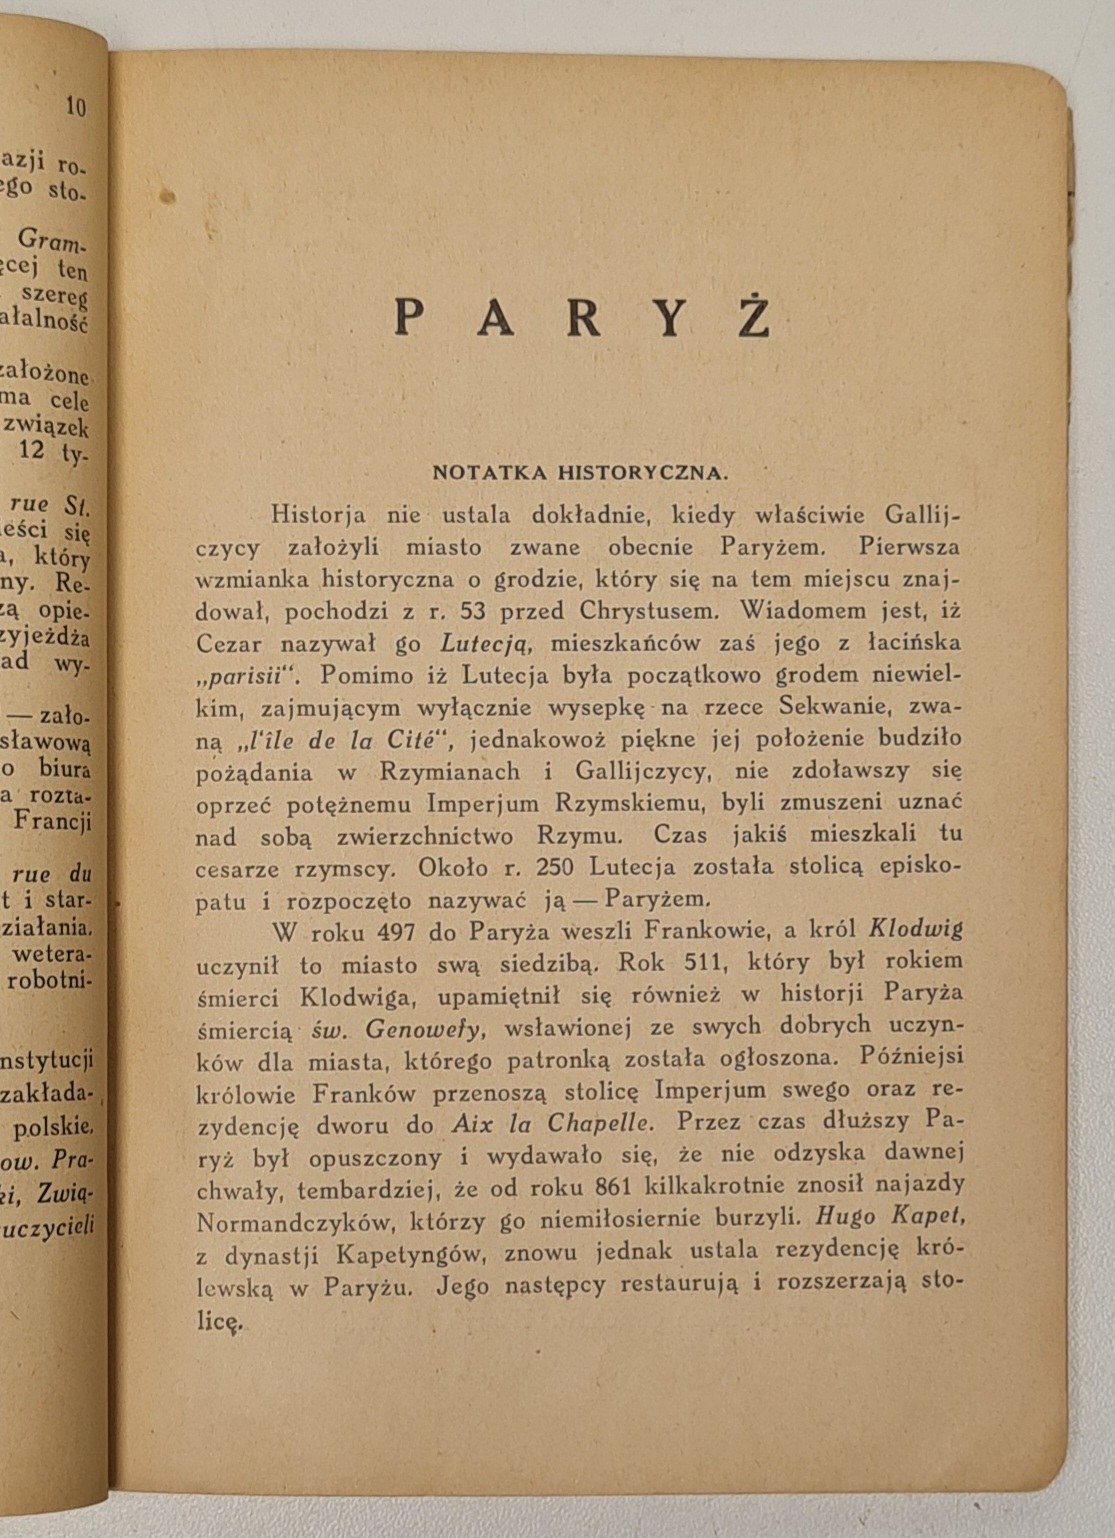 10
azji ro-
ego sto-
Gram-
ęcej ten
szereg
ałalność
założone
ma cele
związek
12 ty-
rue St.
ieści się
a, który
ny. Re-
zą opie-
zyjeżdża
ad wy-
— zało-
sławową
o biura
a rozta-
Francji
rue du
t i star-
ziałania.
wetera-
robotni-
nstytucji
zakłada-
polskie.
ow. Pra-
ki, Zwią-
uczycieli
PARYŻ
NOTATKA HISTORYCZNA.
Historja nie ustala dokładnie, kiedy właściwie Gallij-
czycy założyli miasto zwane obecnie Paryżem. Pierwsza
wzmianka historyczna o grodzie, który się na tem miejscu znaj-
dował, pochodzi z r. 53 przed Chrystusem. Wiadomem jest, iż
Cezar nazywał go Lutecją, mieszkańców zaś jego z łacińska
„parisii“. Pomimo iż Lutecja była początkowo grodem niewiel-
kim, zajmującym wyłącznie wysepkę na rzece Sekwanie, zwa-
ną „l‘île de la Cité“, jednakowoż piękne jej położenie budziło
pożądania w Rzymianach i Gallijczycy, nie zdoławszy się
oprzeć potężnemu Imperjum Rzymskiemu, byli zmuszeni uznać
nad sobą zwierzchnictwo Rzymu. Czas jakiś mieszkali tu
cesarze rzymscy. Około r. 250 Lutecja została stolicą episko-
patu i rozpoczęto nazywać ją — Paryżem.
W roku 497 do Paryża weszli Frankowie, a król Klodwig
uczynił to miasto swą siedzibą. Rok 511, który był rokiem
śmierci Klodwiga, upamiętnił się również w historji Paryża
śmiercią św. Genowefy, wsławionej ze swych dobrych uczyn-
ków dla miasta, którego patronką została ogłoszona. Późniejsi
królowie Franków przenoszą stolicę Imperjum swego oraz re-
zydencję dworu do Aix la Chapelle. Przez czas dłuższy Pa-
ryż był opuszczony i wydawało się, że nie odzyska dawnej
chwały, tembardziej, że od roku 861 kilkakrotnie znosił najazdy
Normandczyków, którzy go niemiłosiernie burzyli. Hugo Kapet,
z dynastji Kapetyngów, znowu jednak ustala rezydencję kró-
lewską w Paryżu. Jego następcy restaurują i rozszerzają sto-
licę.